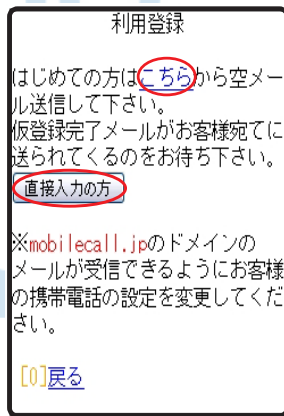 利用登録
はじめての方はこちらから空メー
ル送信して下さい。
仮登録完了メールがお客様宛てに
送られてくるのをお待ち下さい。
直接入力の方
※mobilecall.jpのドメインの
メールが受信できるようにお客様
の携帯電話の設定を変更してくだ
さい。
[0]戻る